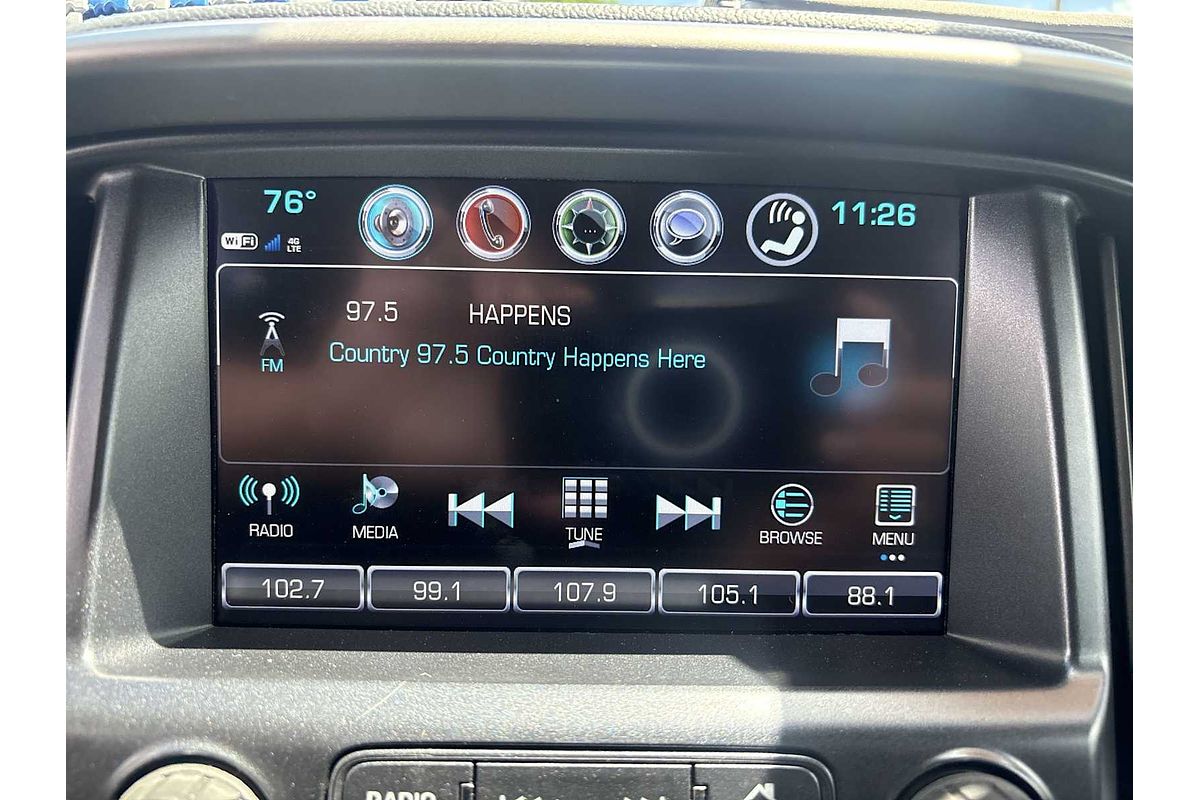 76°
11:26
WiFi
4G
LTE
97.5 HAPPENS
Country 97.5 Country Happens Here
FM
RADIO
MEDIA
TUNE
BROWSE
MENU
102.7
99.1
107.9
105.1
88.1
RADIO